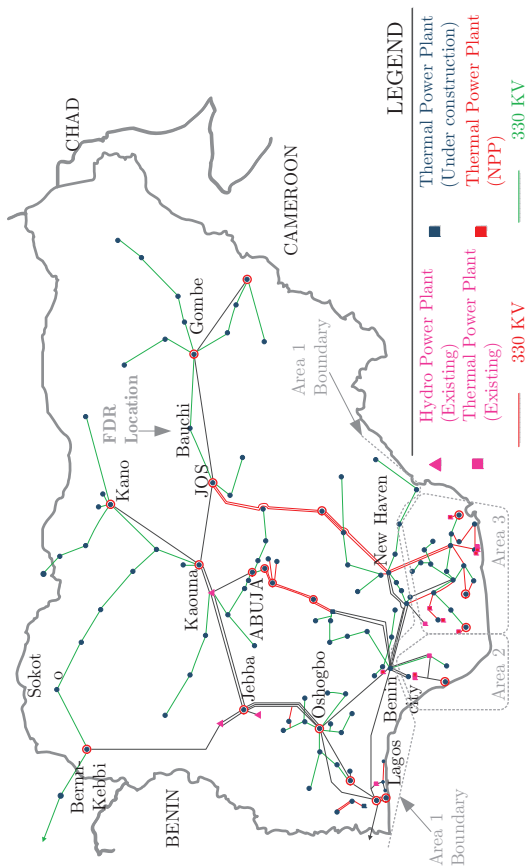 CHAD
CAMEROON
BENIN
Sokot
o
Bernin-
Kebbi
Kano
Kaouna
Jebba
ABUJA
JOS
Bauchi
FDR
Location
Gombe
Oshogbo
Lagos
Benin
city
New Haven
Area 1
Boundary
Area 2
Area 3
Area 1
Boundary
LEGEND
Hydro Power Plant
(Existing)
Thermal Power Plant
(Existing)
Thermal Power Plant
(Under construction)
Thermal Power Plant
(NPP)
330 KV
330 KV